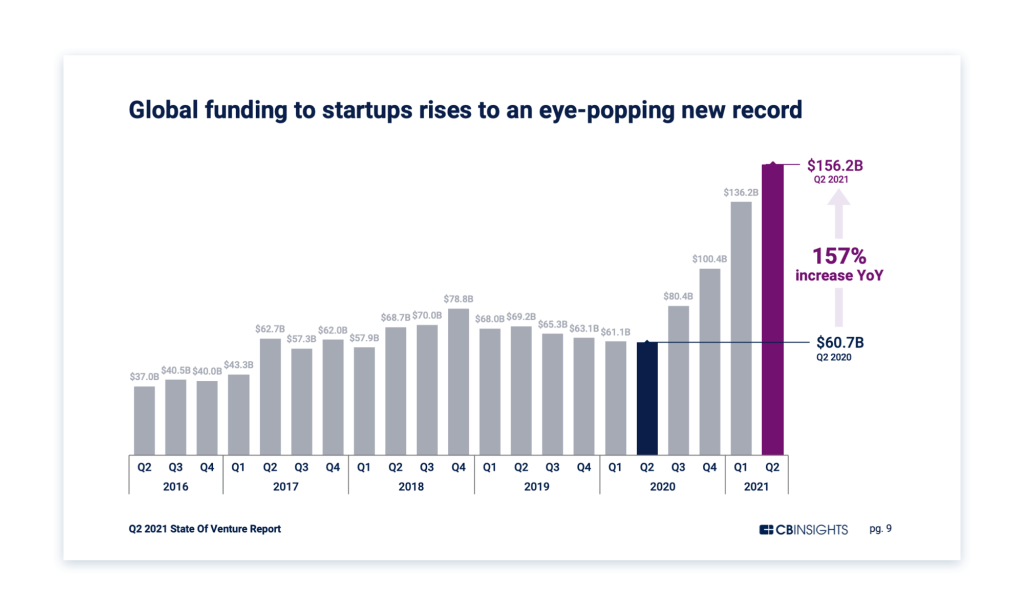 Global funding to startups rises to an eye-popping new record
$156.2B
Q2 2021
$136.2B
157%
increase YoY
$100.4B
$80.4B
$78.8B
$68.7B $70.0B
$68.0B $69.2B
$65.3B $63.1B $61.1B
$62.7B
$57.3B
$62.0B
$57.9B
$60.7B
Q2 2020
$37.0B $40.5B $40.0B $43.3B
Q2 Q3 Q4 Q1 Q2 Q3 Q4 Q1 Q2 Q3 Q4 Q1 Q2 Q3 Q4 Q1 Q2 Q3 Q4 Q1 Q2
2016 2017 2018 2019 2020 2021
Q2 2021 State Of Venture Report
CBINSIGHTS pg. 9